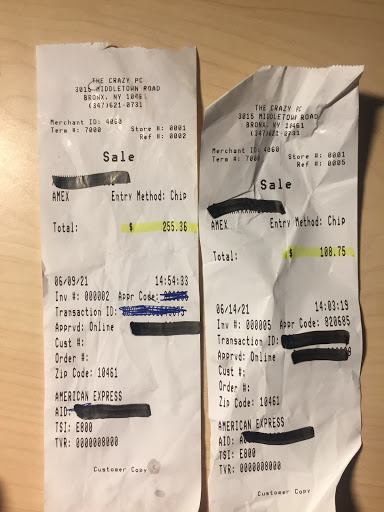 THE CRAZY PC
3015 MIDDLETOWN ROAD
BRONX, NY 10461
(347)621-0731
Merchant ID: 4060
Term #: 7000 Store #: 0001
Ref #: 0002
Sale
AMEX Entry Method: Chip
Total: $ 255.36
06/09/21 14:54:33
Inv #: 000002 Appr Code:
Transaction ID:
Apprvd: Online
Cust #:
Order #:
Zip Code: 10461
AMERICAN EXPRESS
AID:
TSI: E800
TVR: 0000008000
Customer Copy
THE CRAZY PC
3015 MIDDLETOWN ROAD
BRONX, NY 10461
(347)621-0731
Merchant ID: 4060
Term #: 7000 Store #: 0001
Ref #: 0005
Sale
AMEX Entry Method: Chip
Total: $ 108.75
06/14/21 14:03:19
Inv #: 000005 Appr Code: 820685
Transaction ID:
Apprvd: Online
Cust #:
Order #:
Zip Code: 10461
AMERICAN EXPRESS
AID: A
TSI: E800
TVR: 0000008000
Customer Copy